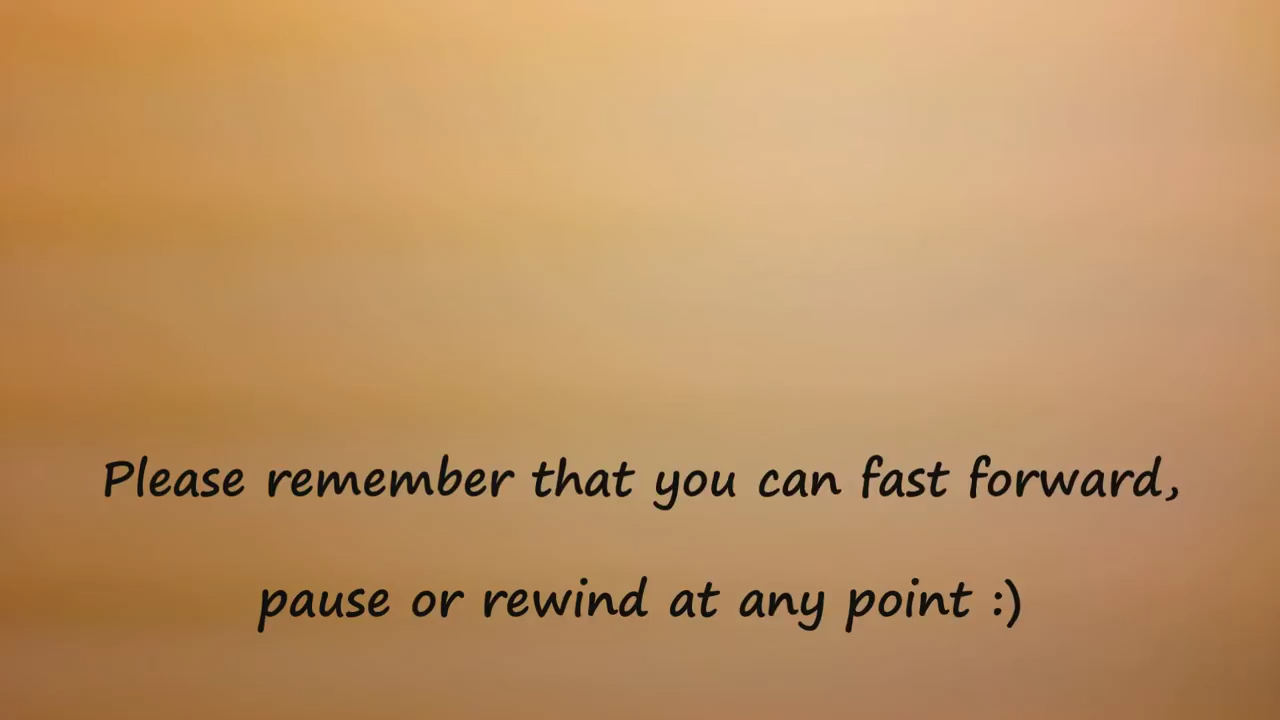 Please remember that you can fast forward,
pause or rewind at any point :)